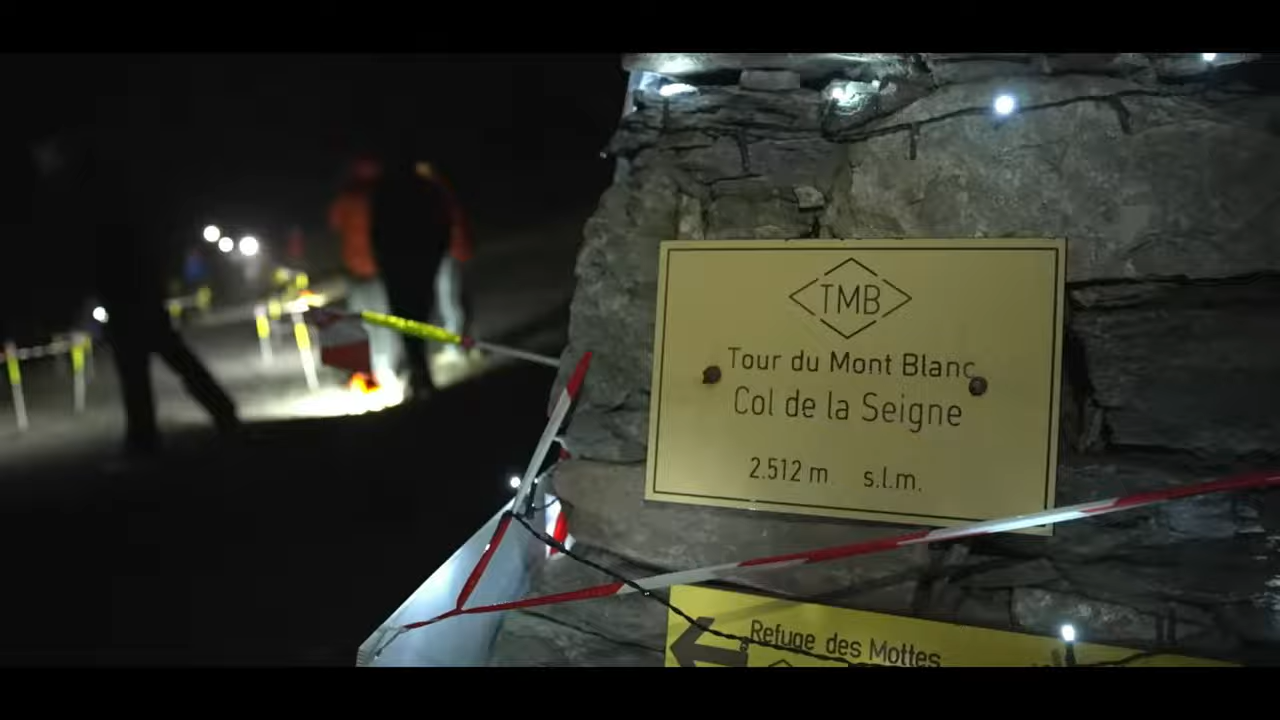 TMB
Tour du Mont Blanc
Col de la Seigne
2.512 m s.l.m.
Refuge des Mottes